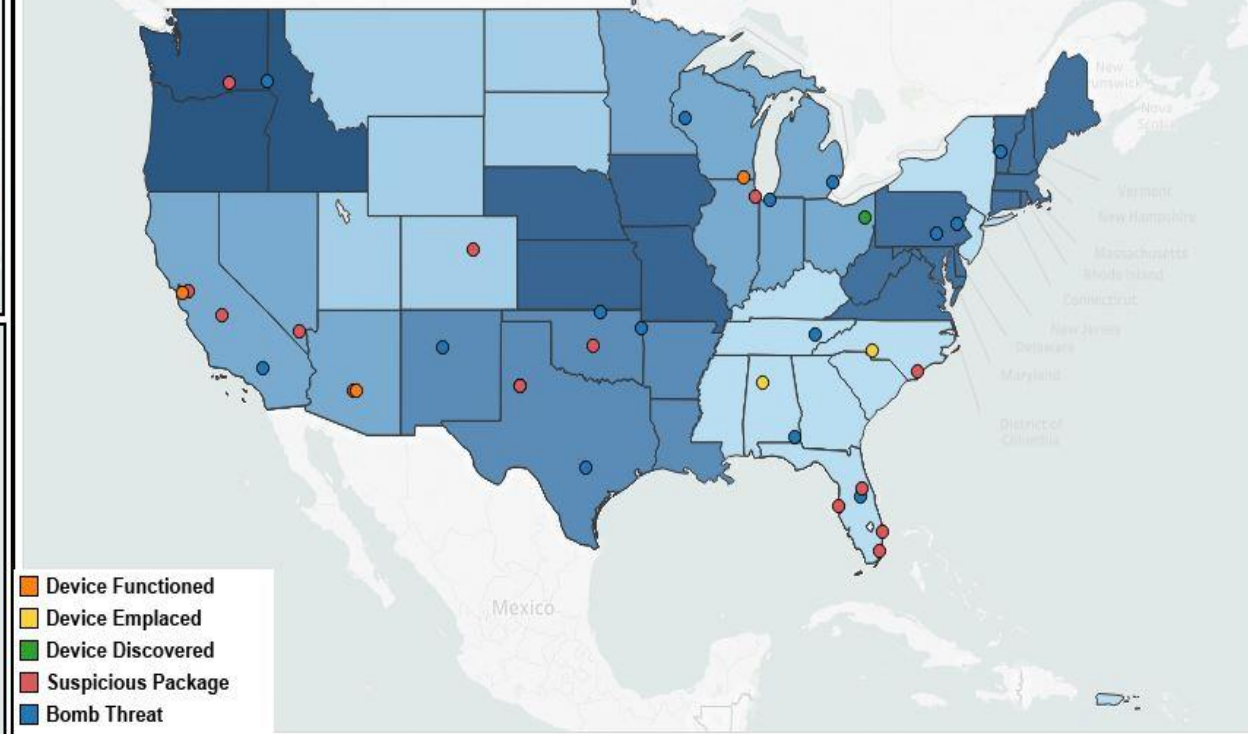 New
Brunswick
Nova
Scotia
Vermont
New Hampshire
Massachusetts
Rhode Island
Connecticut
New Jersey
Delaware
Maryland
District of
Columbia
Device Functioned
Device Emplaced
Device Discovered
Suspicious Package
Bomb Threat
Mexico